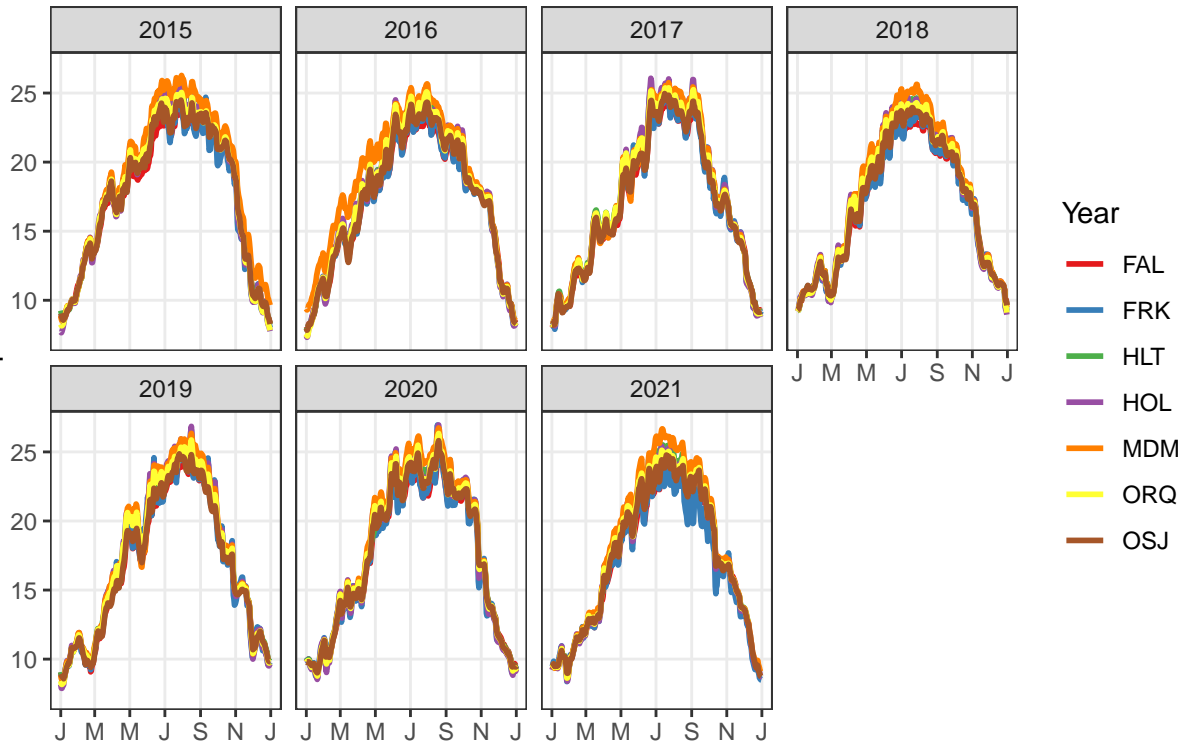 2015 2016 2017 2018
25
20
15
10
J M M J S N J
2019 2020 2021
25
20
15
10
J M M J S N J J M M J S N J J M M J S N J
Year
FAL
FRK
HLT
HOL
MDM
ORQ
OSJ